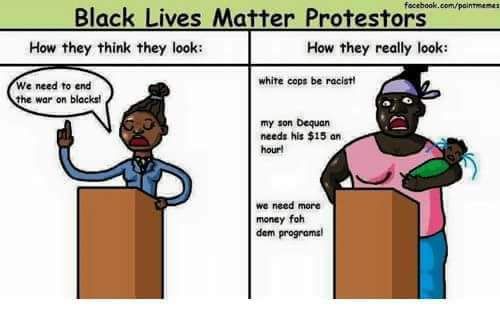 facebook.com/paintmemes
Black Lives Matter Protestors
How they think they look:
How they really look:
We need to end
the war on blacks!
white cops be racist!
my son Dequan
needs his $15 an
hour!
we need more
money foh
dem programs!